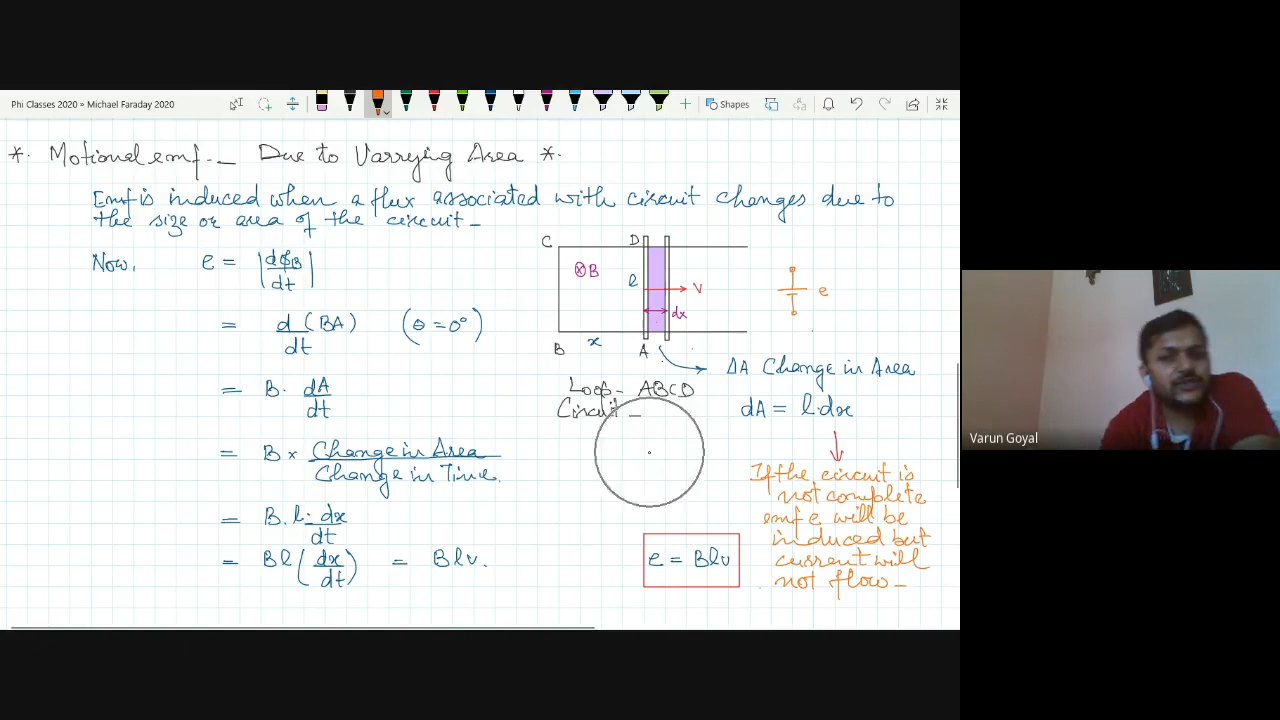 Phi Classes 2020 » Michael Faraday 2020
Shapes
*. Motional emf._ Due to Varrying Area *.
Emf is induced when a flux associated with circuit changes due to
the size or area of the circuit _
Now, e = |dϕB/dt|
= d/dt (BA) (θ = 0°)
= B. dA/dt
= B × Change in Area/Change in Time.
= B. l. dx/dt
= Bl (dx/dt) = Blv.
C D
⊗B
l
V
dx
B x A
e
Loop_ ABCD
Circuit _
ΔA Change in Area
dA = l.dx
If the circuit is
not complete
emf e will be
induced but
current will
not flow _
e = Blv
Varun Goyal